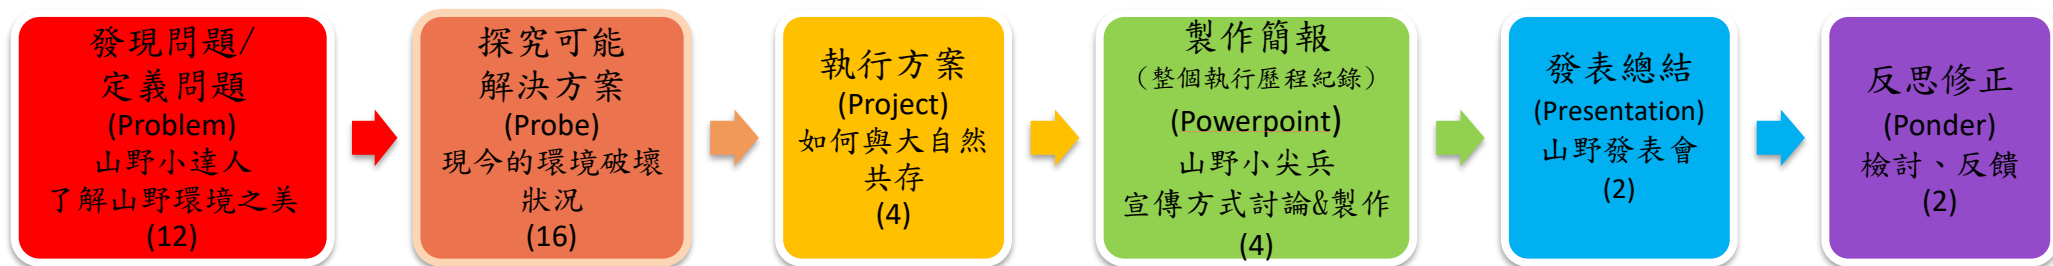 發現問題/
定義問題
(Problem)
山野小達人
了解山野環境之美
(12)
探究可能
解決方案
(Probe)
現今的環境破壞
狀況
(16)
執行方案
(Project)
如何與大自然
共存
(4)
製作簡報
（整個執行歷程紀錄）
(Powerpoint)
山野小尖兵
宣傳方式討論&製作
(4)
發表總結
(Presentation)
山野發表會
(2)
反思修正
(Ponder)
檢討、反饋
(2)